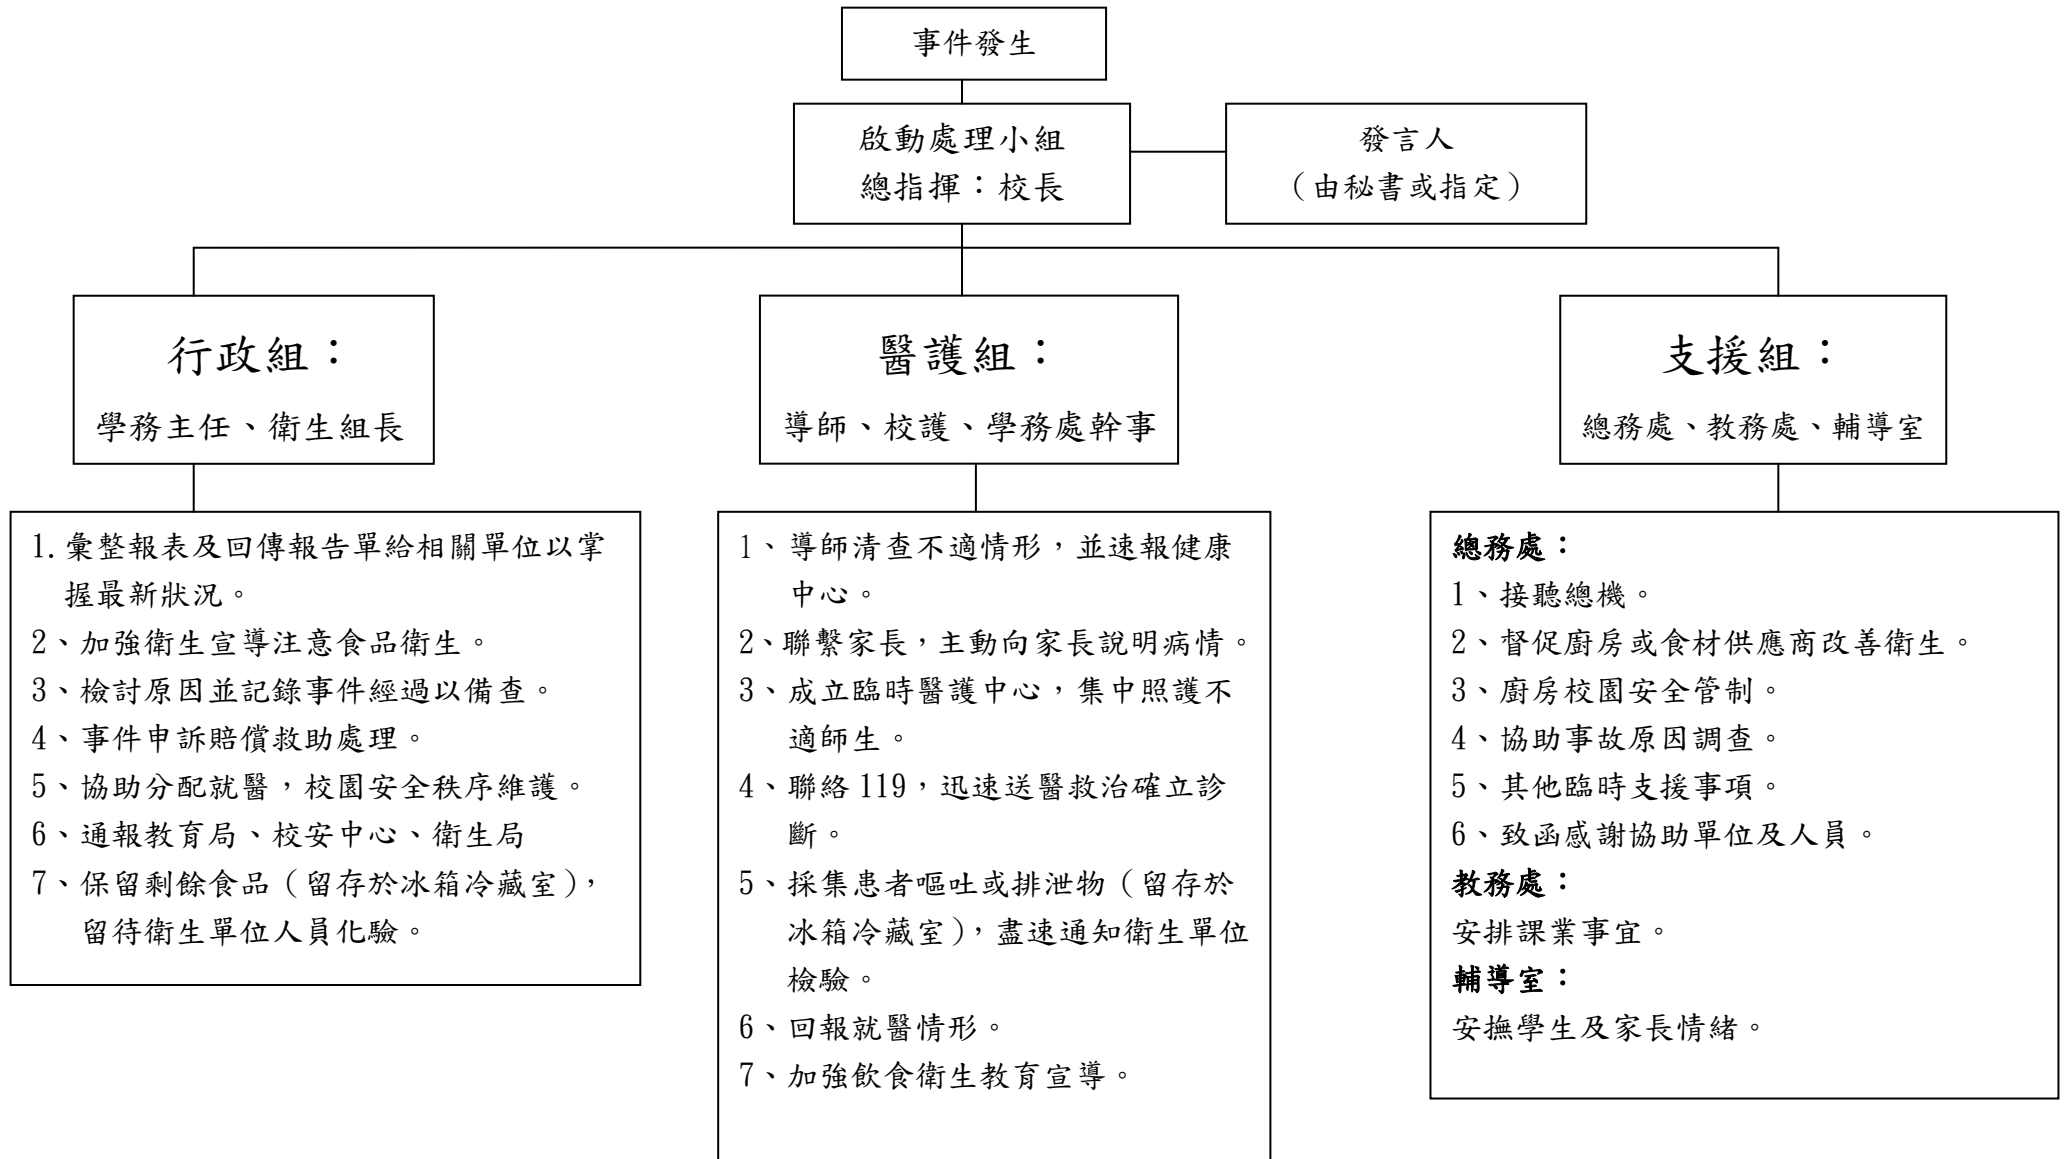 事件發生
啟動處理小組
總指揮：校長
發言人
（由秘書或指定）
行政組：
學務主任、衛生組長
醫護組：
導師、校護、學務處幹事
支援組：
總務處、教務處、輔導室
1.彙整報表及回傳報告單給相關單位以掌
握最新狀況。
2、加強衛生宣導注意食品衛生。
3、檢討原因並記錄事件經過以備查。
4、事件申訴賠償救助處理。
5、協助分配就醫，校園安全秩序維護。
6、通報教育局、校安中心、衛生局
7、保留剩餘食品（留存於冰箱冷藏室），
留待衛生單位人員化驗。
1、導師清查不適情形，並速報健康
中心。
2、聯繫家長，主動向家長說明病情。
3、成立臨時醫護中心，集中照護不
適師生。
4、聯絡 119，迅速送醫救治確立診
斷。
5、採集患者嘔吐或排泄物（留存於
冰箱冷藏室），盡速通知衛生單位
檢驗。
6、回報就醫情形。
7、加強飲食衛生教育宣導。
總務處：
1、接聽總機。
2、督促廚房或食材供應商改善衛生。
3、廚房校園安全管制。
4、協助事故原因調查。
5、其他臨時支援事項。
6、致函感謝協助單位及人員。
教務處：
安排課業事宜。
輔導室：
安撫學生及家長情緒。